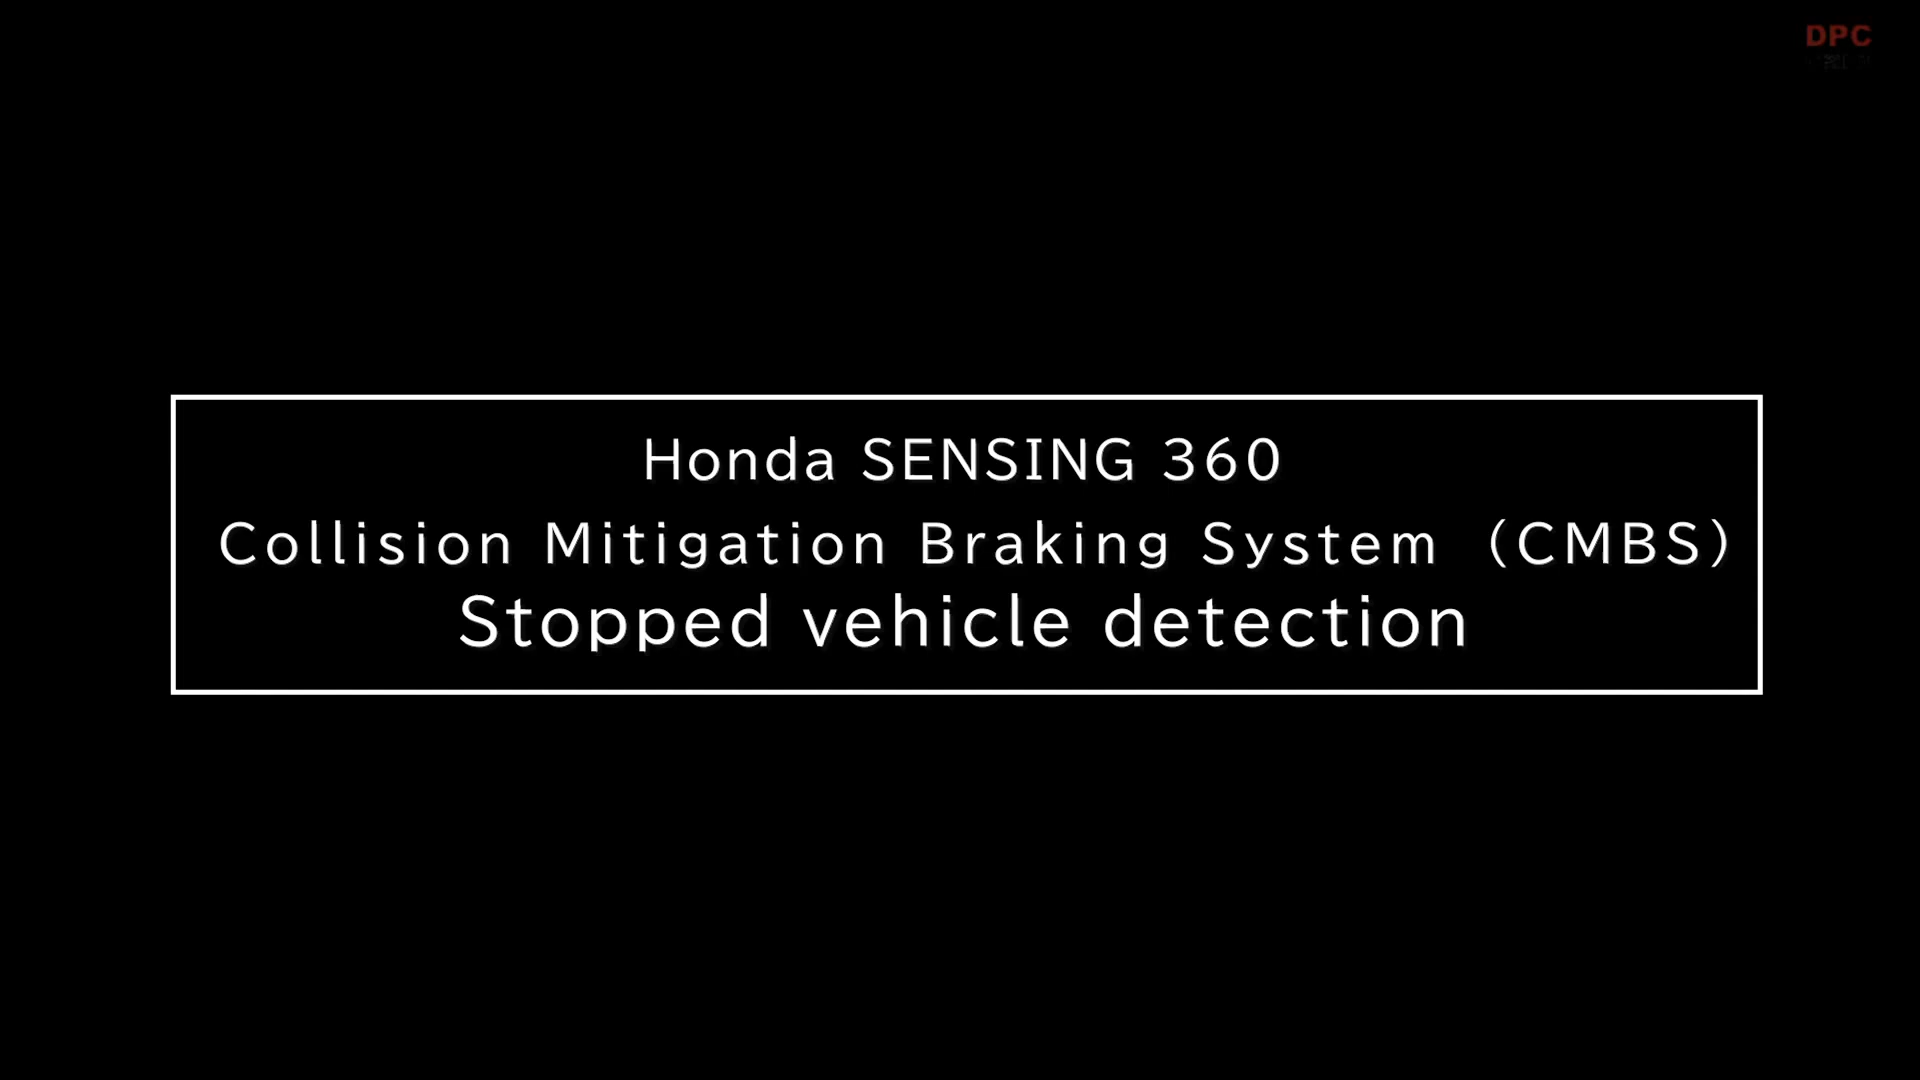 DPC
Honda SENSING 360
Collision Mitigation Braking System （CMBS）
Stopped vehicle detection